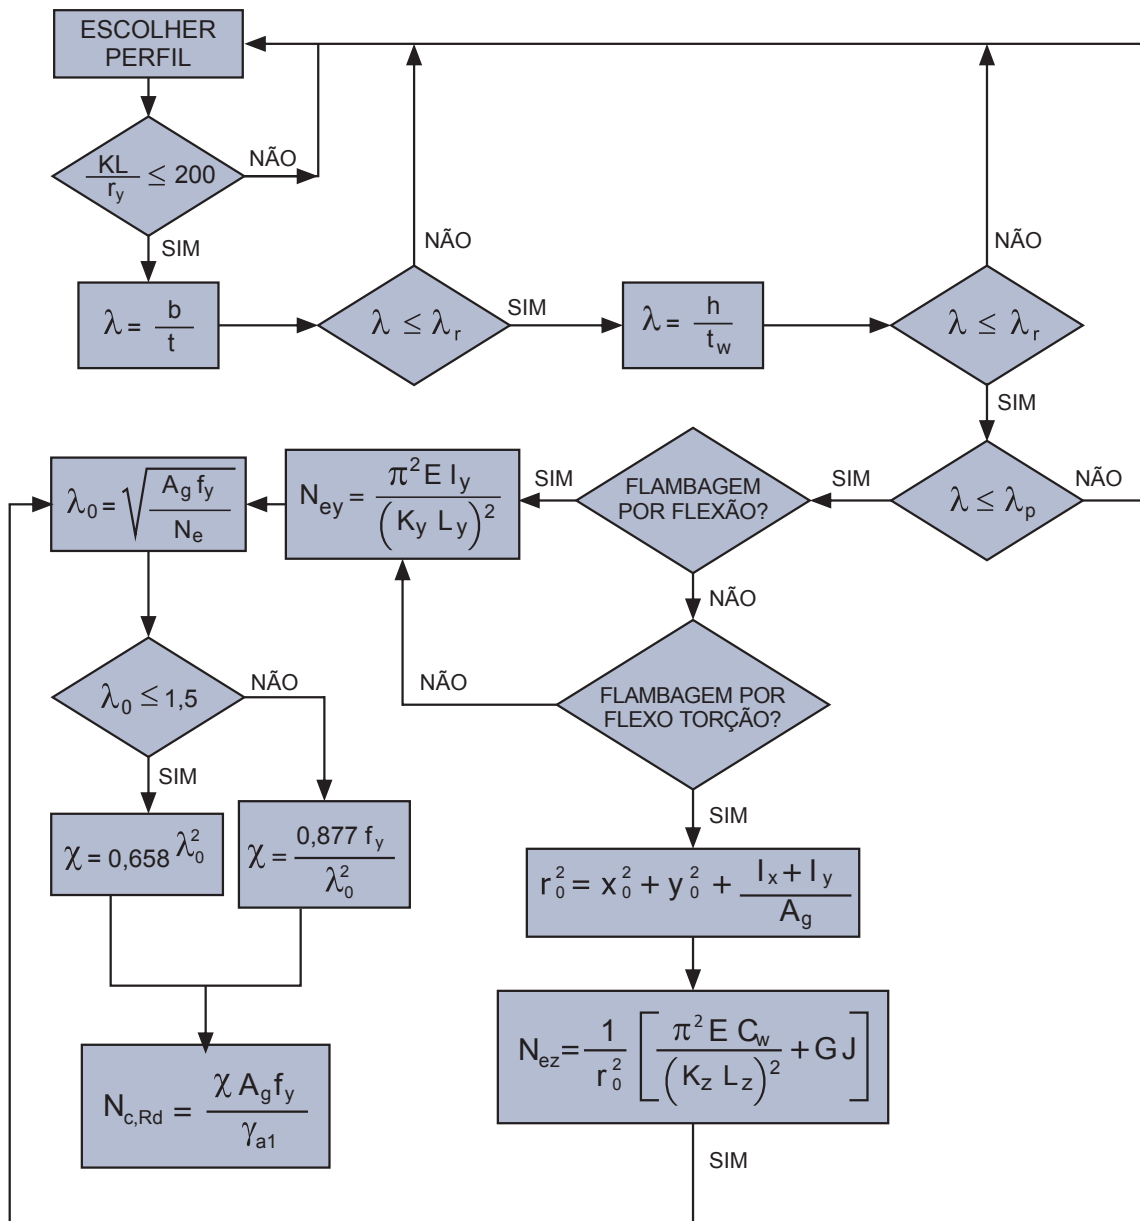 ESCOLHER
PERFIL
KL / r_y ≤ 200
NÃO
SIM
λ = b / t
λ ≤ λ_r
NÃO
SIM
λ = h / t_w
λ ≤ λ_r
NÃO
SIM
λ ≤ λ_p
NÃO
SIM
FLAMBAGEM
POR FLEXÃO?
SIM
NÃO
N_ey = π² E I_y / (K_y L_y)²
λ_0 = √(A_g f_y / N_e)
FLAMBAGEM POR
FLEXO TORÇÃO?
NÃO
SIM
λ_0 ≤ 1,5
NÃO
SIM
χ = 0,658^(λ_0²)
χ = 0,877 f_y / λ_0²
r_0² = x_0² + y_0² + (I_x + I_y) / A_g
N_ez = 1 / r_0² [π² E C_w / (K_z L_z)² + G J]
SIM
N_c,Rd = χ A_g f_y / γ_a1